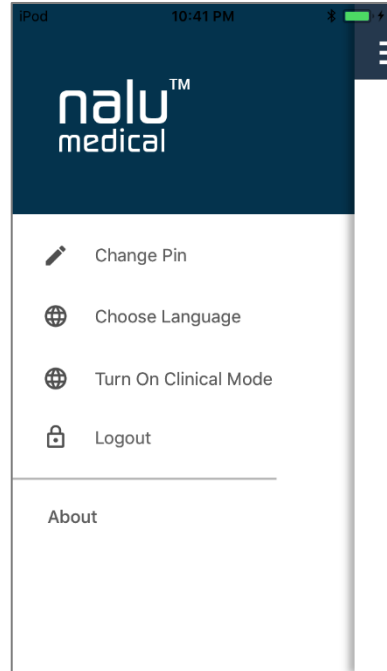 iPod 10:41 PM
nalu™
medical
Change Pin
Choose Language
Turn On Clinical Mode
Logout
About